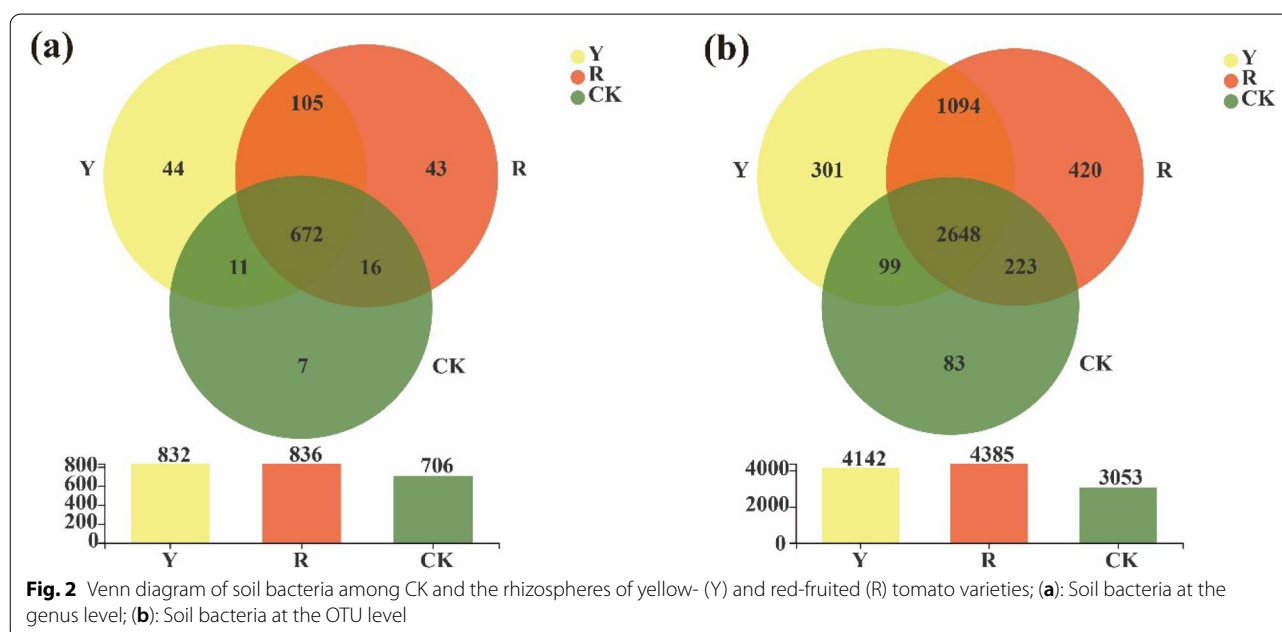 (a)
Y
R
CK
105
44
43
Y
R
672
11
16
7
CK
832
836
706
800
600
400
200
0
Y
R
CK
(b)
Y
R
CK
1094
301
420
Y
R
2648
99
223
83
CK
4142
4385
3053
4000
2000
0
Y
R
CK
Fig. 2 Venn diagram of soil bacteria among CK and the rhizospheres of yellow- (Y) and red-fruited (R) tomato varieties; (a): Soil bacteria at the
genus level; (b): Soil bacteria at the OTU level